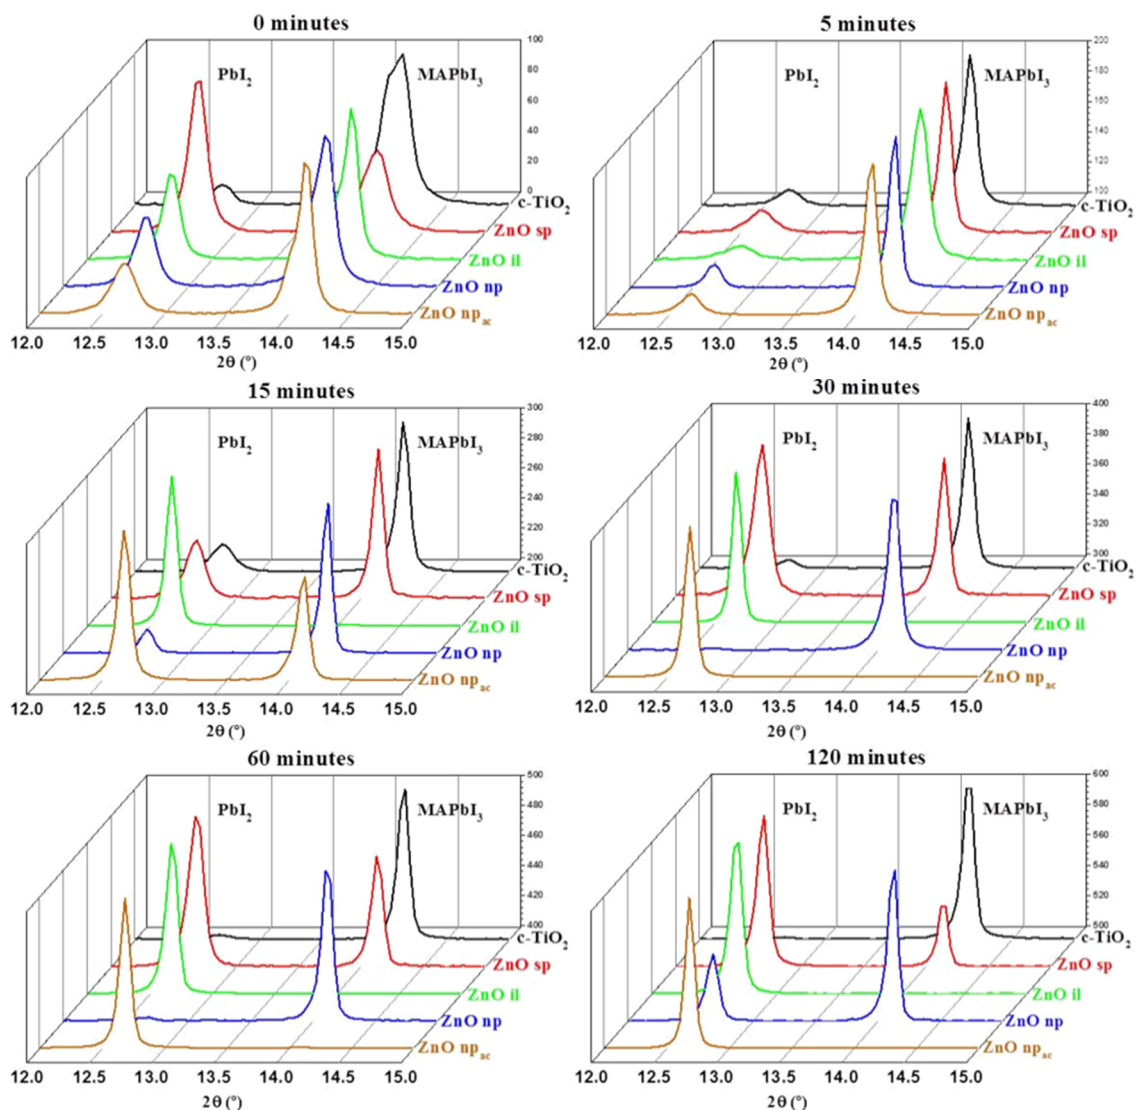 0 minutes
PbI2
MAPbI3
100
80
60
40
20
0
c-TiO2
ZnO sp
ZnO il
ZnO np
ZnO npac
12.0 12.5 13.0 13.5 14.0 14.5 15.0
2θ (°)
5 minutes
PbI2
MAPbI3
200
180
160
140
120
100
c-TiO2
ZnO sp
ZnO il
ZnO np
ZnO npac
12.0 12.5 13.0 13.5 14.0 14.5 15.0
2θ (°)
15 minutes
PbI2
MAPbI3
300
280
260
240
220
200
c-TiO2
ZnO sp
ZnO il
ZnO np
ZnO npac
12.0 12.5 13.0 13.5 14.0 14.5 15.0
2θ (°)
30 minutes
PbI2
MAPbI3
400
360
340
320
300
c-TiO2
ZnO sp
ZnO il
ZnO np
ZnO npac
12.0 12.5 13.0 13.5 14.0 14.5 15.0
2θ (°)
60 minutes
PbI2
MAPbI3
500
480
460
440
420
400
c-TiO2
ZnO sp
ZnO il
ZnO np
ZnO npac
12.0 12.5 13.0 13.5 14.0 14.5 15.0
2θ (°)
120 minutes
PbI2
MAPbI3
600
580
560
540
520
500
c-TiO2
ZnO sp
ZnO il
ZnO np
ZnO npac
12.0 12.5 13.0 13.5 14.0 14.5 15.0
2θ (°)